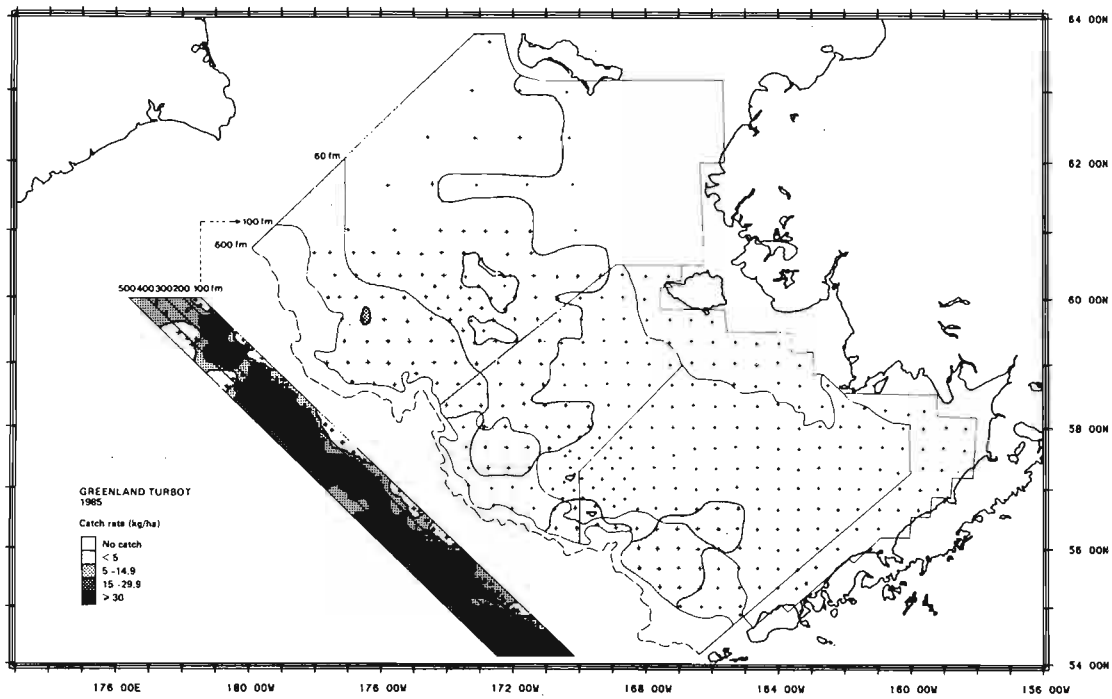 64 00N
62 00N
60 00N
58 00N
56 00N
54 00N
60 fm
100 fm
600 fm
500 400 300 200 100 fm
GREENLAND TURBOT
1985
Catch rate (kg/ha)
No catch
< 5
5 -14.9
15 -29.9
> 30
176 00E
180 00W
176 00W
172 00W
168 00W
164 00W
160 00W
156 00W